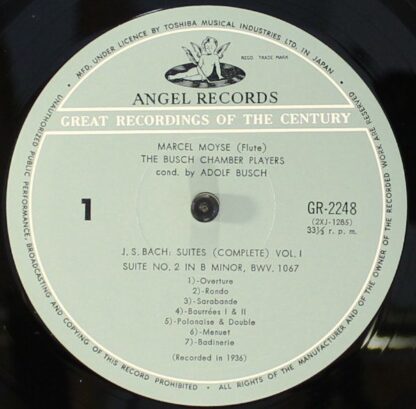 • MFD. UNDER LICENCE BY TOSHIBA MUSICAL INDUSTRIES LTD. IN JAPAN •
REGD. TRADE MARK
ANGEL RECORDS
GREAT RECORDINGS OF THE CENTURY
MARCEL MOYSE (Flute)
THE BUSCH CHAMBER PLAYERS
cond. by ADOLF BUSCH
1
GR-2248
(2XJ-1285)
33⅓ r. p. m.
J. S. BACH: SUITES (COMPLETE) VOL. I
SUITE NO. 2 IN B MINOR, BWV. 1067
1)-Overture
2)-Rondo
3)-Sarabande
4)-Bourrées I & II
5)-Polonaise & Double
6)-Menuet
7)-Badinerie
(Recorded in 1936)
UNAUTHORIZED PUBLIC PERFORMANCE, BROADCASTING AND COPYING OF THIS RECORD PROHIBITED • ALL RIGHTS OF THE MANUFACTURER AND OF THE OWNER OF THE RECORDED WORK ARE RESERVED